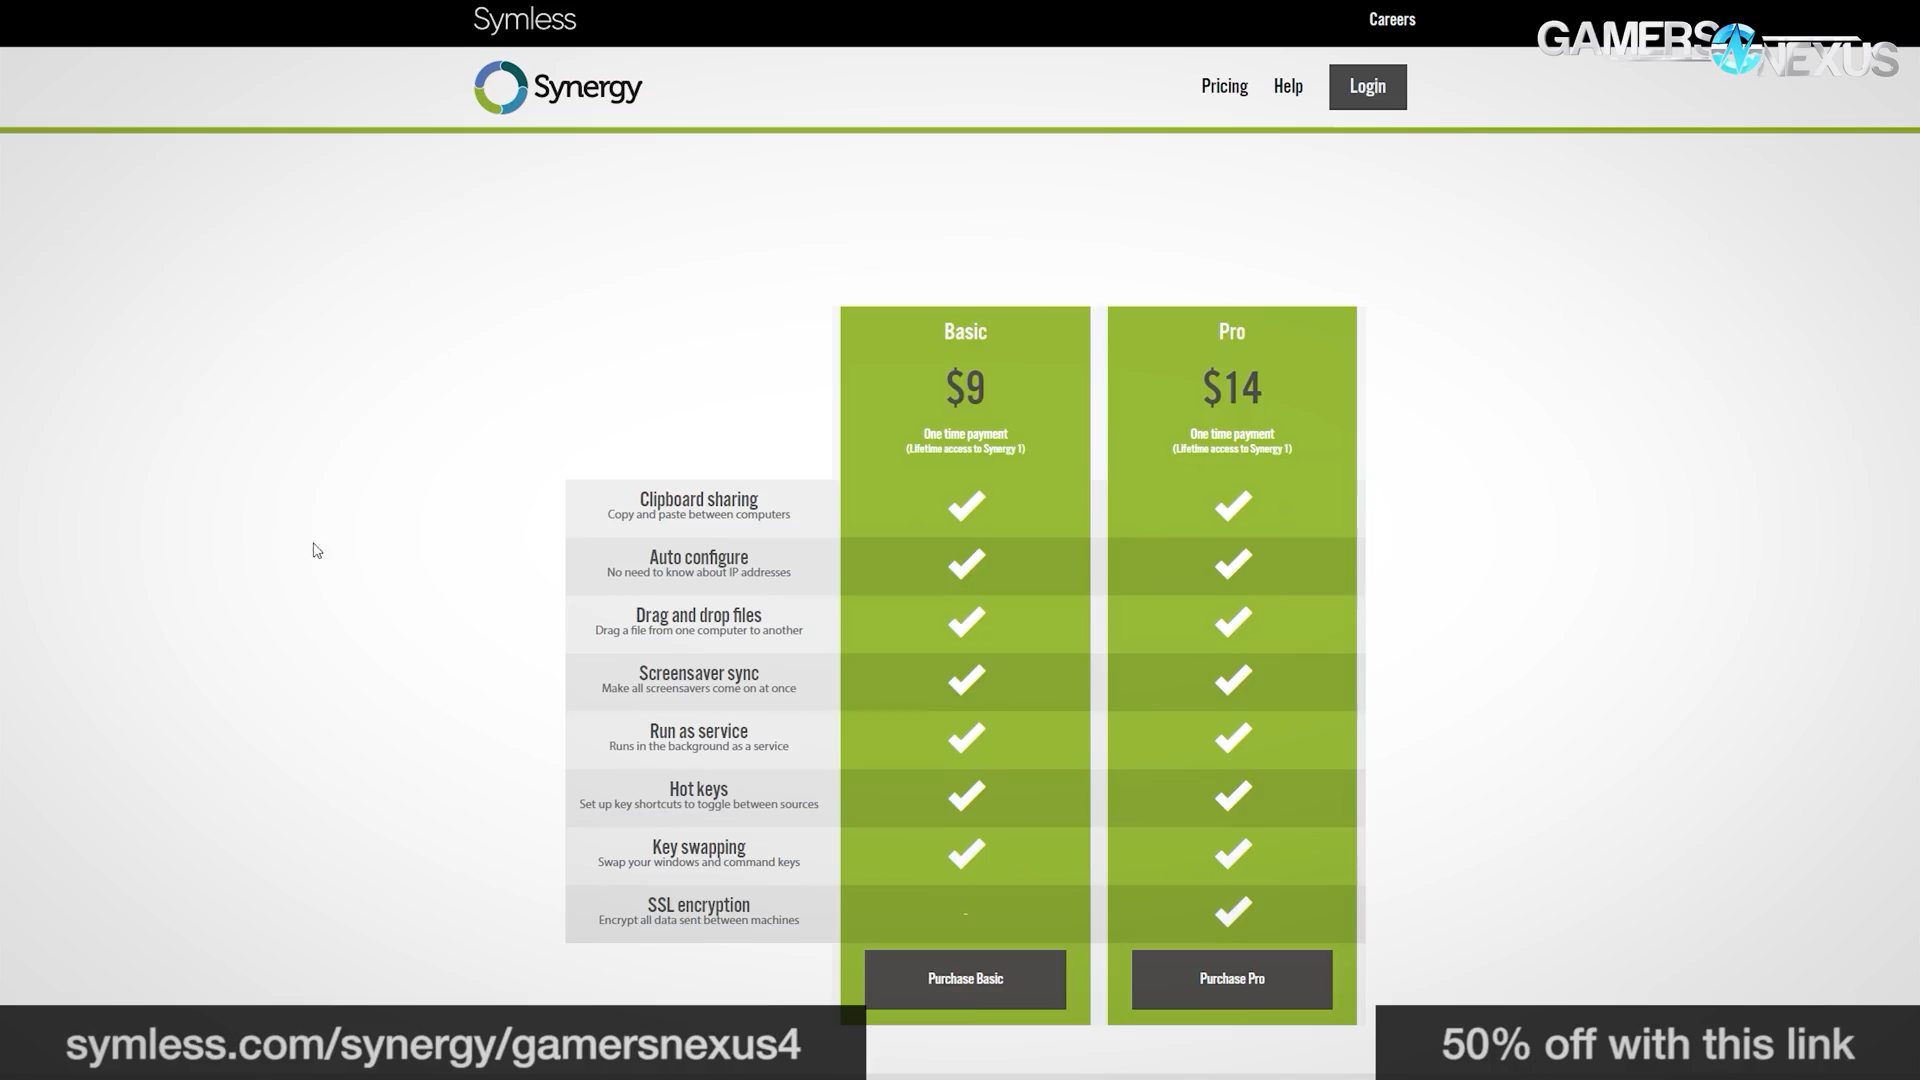 Symless
Careers
GAMERS NEXUS
Synergy
Pricing
Help
Login
Basic
Pro
$9
$14
One time payment
(Lifetime access to Synergy 1)
One time payment
(Lifetime access to Synergy 1)
Clipboard sharing
Copy and paste between computers
Auto configure
No need to know about IP addresses
Drag and drop files
Drag a file from one computer to another
Screensaver sync
Make all screensavers come on at once
Run as service
Runs in the background as a service
Hot keys
Set up key shortcuts to toggle between sources
Key swapping
Swap your windows and command keys
SSL encryption
Encrypt all data sent between machines
-
Purchase Basic
Purchase Pro
symless.com/synergy/gamersnexus4
50% off with this link